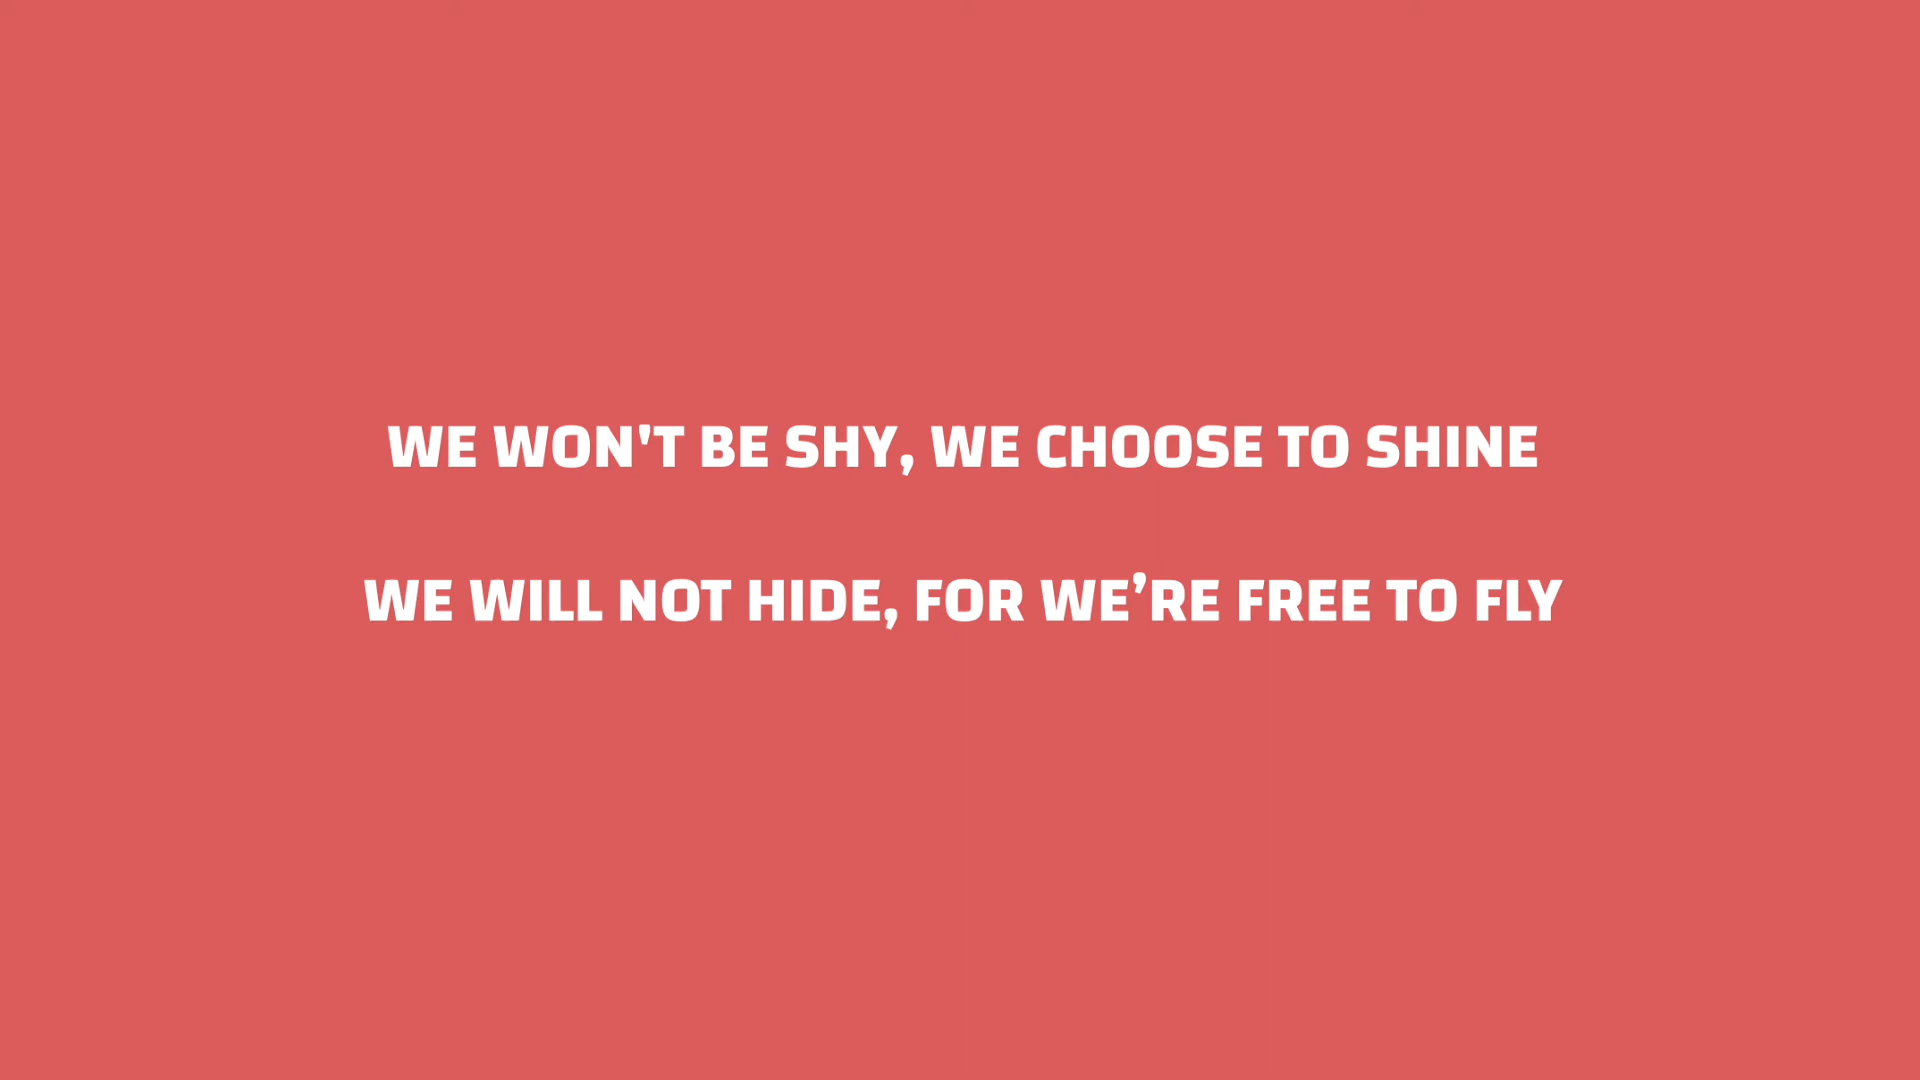 WE WON'T BE SHY, WE CHOOSE TO SHINE
WE WILL NOT HIDE, FOR WE’RE FREE TO FLY